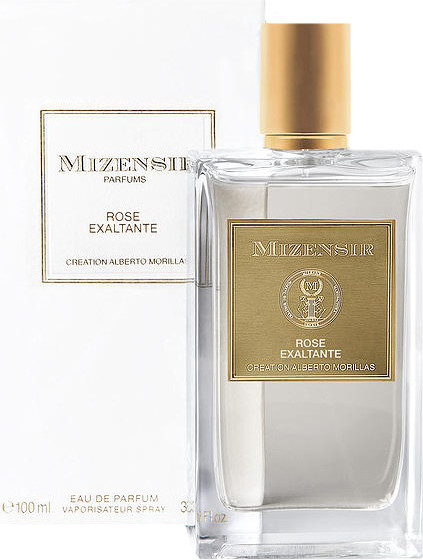 MIZENSIR
PARFUMS
ROSE
EXALTANTE
CREATION ALBERTO MORILLAS
℮100 ml
EAU DE PARFUM
VAPORISATEUR SPRAY
MIZENSIR
M
ROSE
EXALTANTE
CREATION ALBERTO MORILLAS